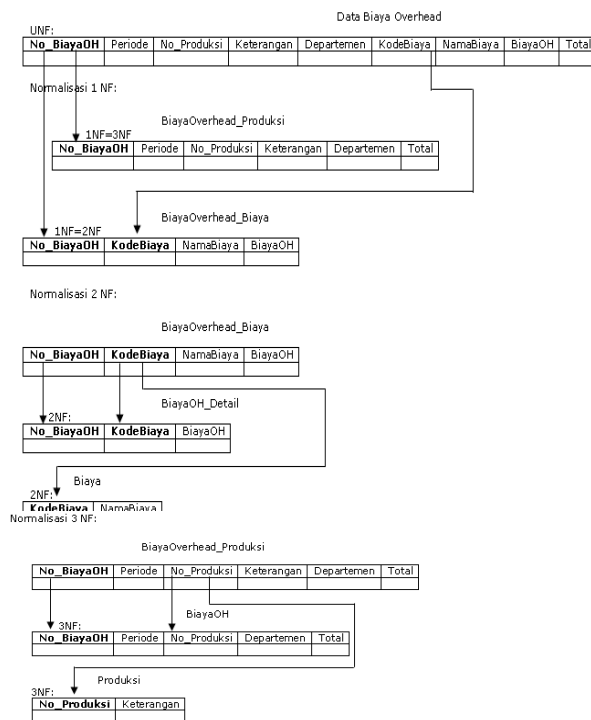 Data Biaya Overhead
UNF:
No_BiayaOH Periode No_Produksi Keterangan Departemen KodeBiaya NamaBiaya BiayaOH Total
Normalisasi 1 NF:
BiayaOverhead_Produksi
1NF=3NF
No_BiayaOH Periode No_Produksi Keterangan Departemen Total
BiayaOverhead_Biaya
1NF=2NF
No_BiayaOH KodeBiaya NamaBiaya BiayaOH
Normalisasi 2 NF:
BiayaOverhead_Biaya
No_BiayaOH KodeBiaya NamaBiaya BiayaOH
BiayaOH_Detail
2NF:
No_BiayaOH KodeBiaya BiayaOH
Biaya
2NF:
KodeBiaya NamaBiaya
Normalisasi 3 NF:
BiayaOverhead_Produksi
No_BiayaOH Periode No_Produksi Keterangan Departemen Total
BiayaOH
3NF:
No_BiayaOH Periode No_Produksi Departemen Total
Produksi
3NF:
No_Produksi Keterangan